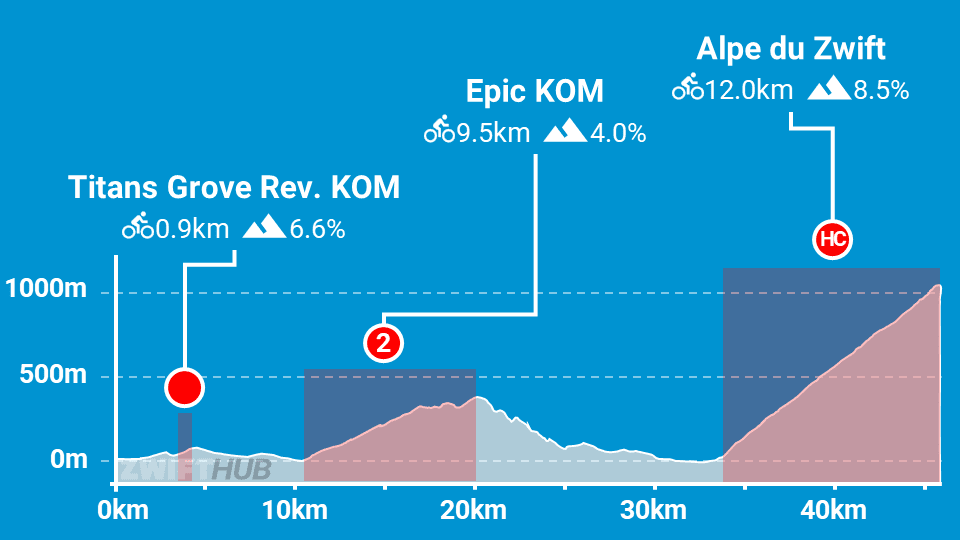 Alpe du Zwift
12.0km 8.5%
Epic KOM
9.5km 4.0%
Titans Grove Rev. KOM
0.9km 6.6%
HC
1000m
2
500m
0m
ZWIFTHUB
0km 10km 20km 30km 40km